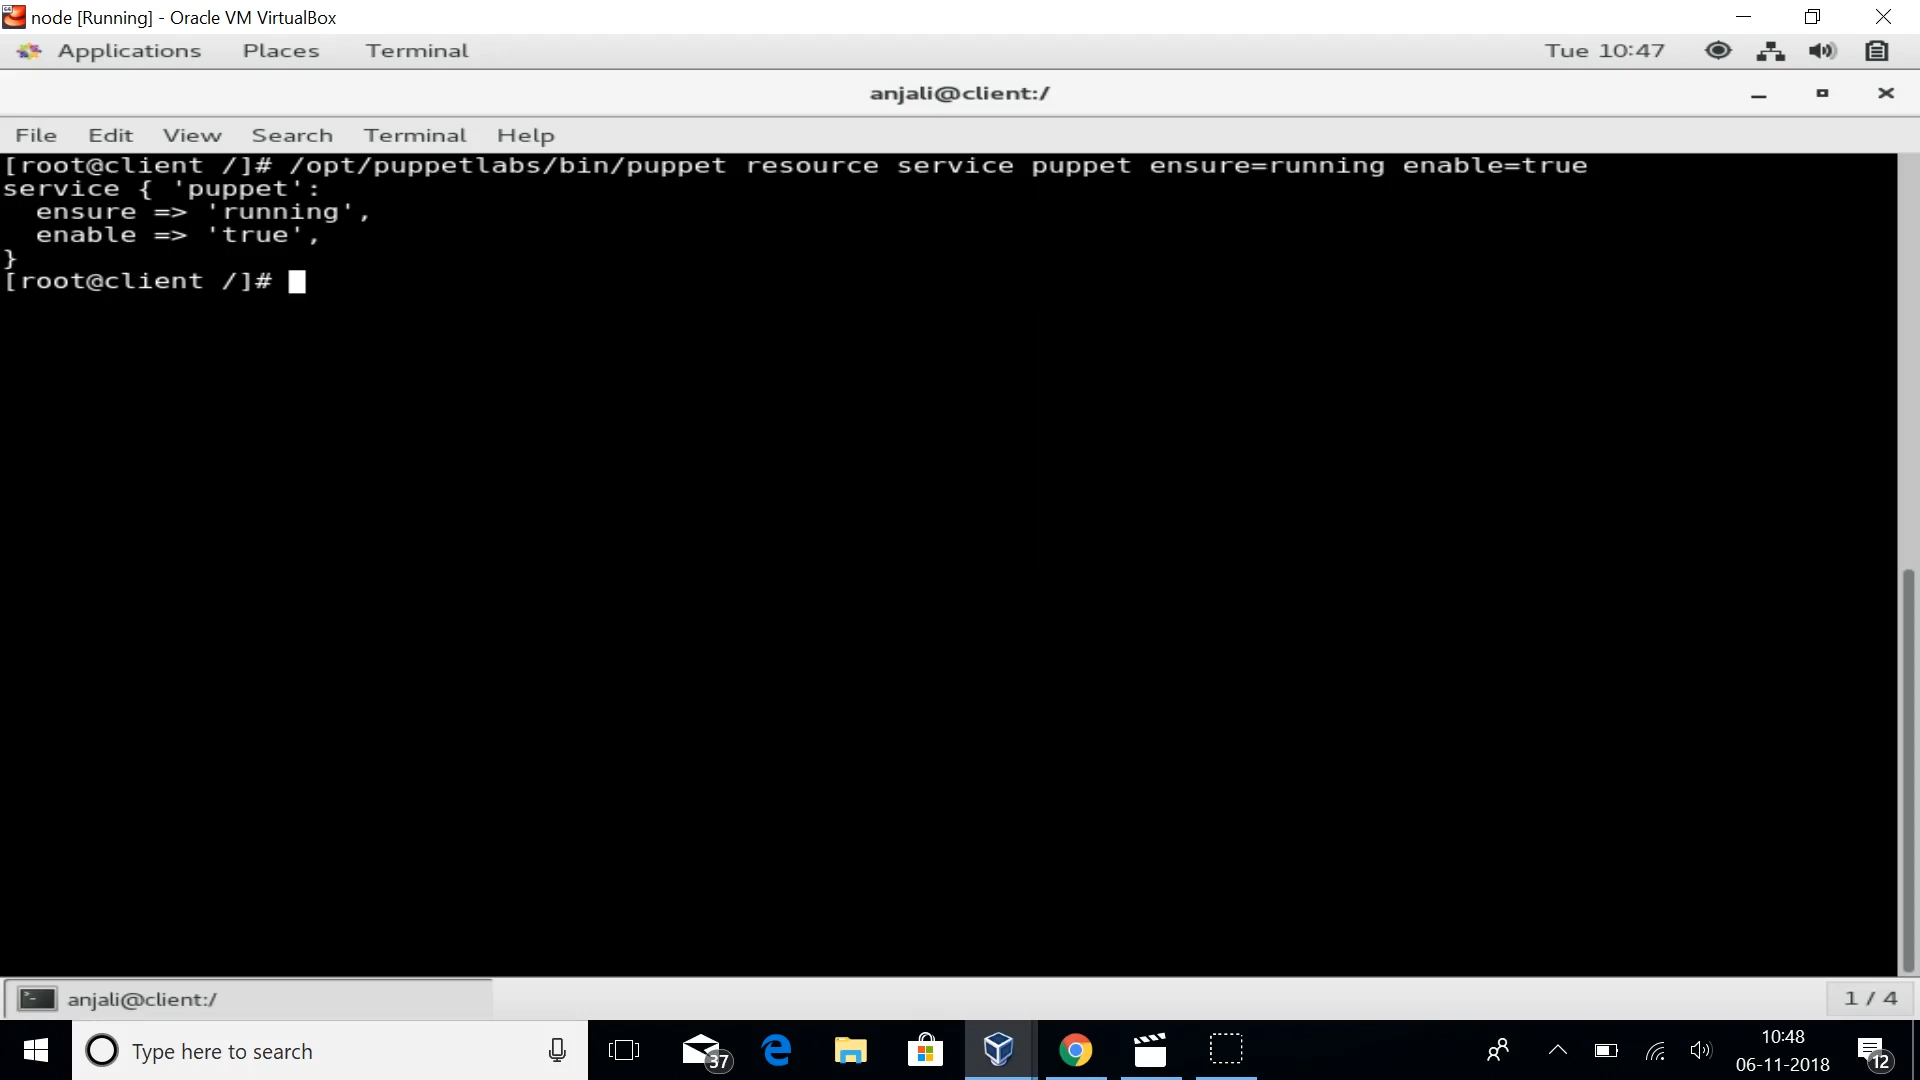 node [Running] - Oracle VM VirtualBox
Applications Places Terminal Tue 10:47
anjali@client:/
File Edit View Search Terminal Help
[root@client /]# /opt/puppetlabs/bin/puppet resource service puppet ensure=running enable=true
service { 'puppet':
  ensure => 'running',
  enable => 'true',
}
[root@client /]#
anjali@client:/ 1 / 4
Type here to search 37 10:48
06-11-2018 12